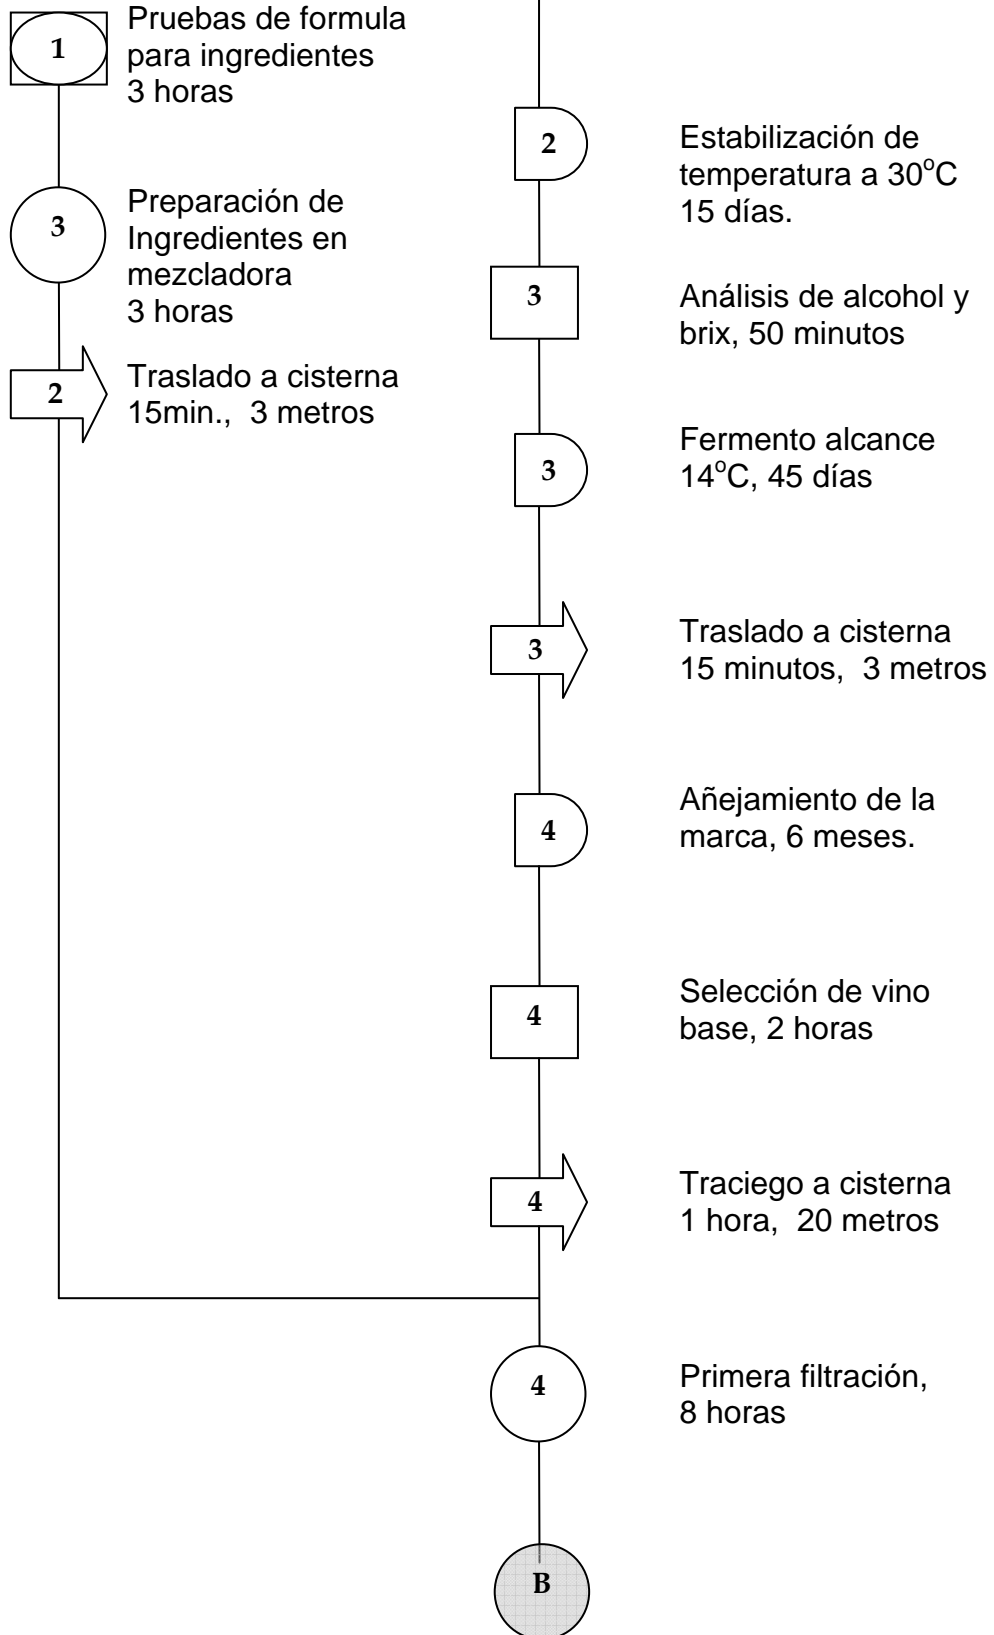 1
Pruebas de formula
para ingredientes
3 horas
3
Preparación de
Ingredientes en
mezcladora
3 horas
2
Traslado a cisterna
15min.,  3 metros
2
Estabilización de
temperatura a 30°C
15 días.
3
Análisis de alcohol y
brix, 50 minutos
3
Fermento alcance
14°C, 45 días
3
Traslado a cisterna
15 minutos,  3 metros
4
Añejamiento de la
marca, 6 meses.
4
Selección de vino
base, 2 horas
4
Traciego a cisterna
1 hora,  20 metros
4
Primera filtración,
8 horas
B